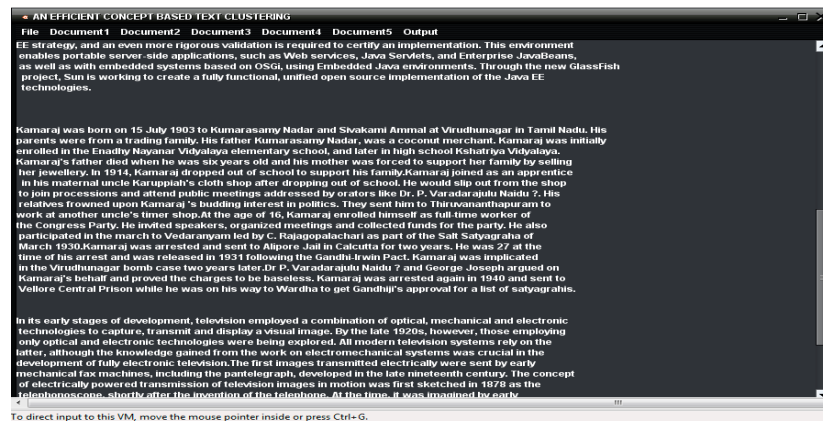 AN EFFICIENT CONCEPT BASED TEXT CLUSTERING
File Document1 Document2 Document3 Document4 Document5 Output
EE strategy, and an even more rigorous validation is required to certify an implementation. This environment
enables portable server-side applications, such as Web services, Java Servlets, and Enterprise JavaBeans,
as well as with embedded systems based on OSGi, using Embedded Java environments. Through the new GlassFish
project, Sun is working to create a fully functional, unified open source implementation of the Java EE
technologies.
Kamaraj was born on 15 July 1903 to Kumarasamy Nadar and Sivakami Ammal at Virudhunagar in Tamil Nadu. His
parents were from a trading family. His father Kumarasamy Nadar, was a coconut merchant. Kamaraj was initially
enrolled in the Enadhy Nayanar Vidyalaya elementary school, and later in high school Kshatriya Vidyalaya.
Kamaraj's father died when he was six years old and his mother was forced to support her family by selling
her jewellery. In 1914, Kamaraj dropped out of school to support his family.Kamaraj joined as an apprentice
in his maternal uncle Karuppiah's cloth shop after dropping out of school. He would slip out from the shop
to join processions and attend public meetings addressed by orators like Dr. P. Varadarajulu Naidu ?. His
relatives frowned upon Kamaraj 's budding interest in politics. They sent him to Thiruvananthapuram to
work at another uncle's timer shop.At the age of 16, Kamaraj enrolled himself as full-time worker of
the Congress Party. He invited speakers, organized meetings and collected funds for the party. He also
participated in the march to Vedaranyam led by C. Rajagopalachari as part of the Salt Satyagraha of
March 1930.Kamaraj was arrested and sent to Alipore Jail in Calcutta for two years. He was 27 at the
time of his arrest and was released in 1931 following the Gandhi-Irwin Pact. Kamaraj was implicated
in the Virudhunagar bomb case two years later.Dr P. Varadarajulu Naidu ? and George Joseph argued on
Kamaraj's behalf and proved the charges to be baseless. Kamaraj was arrested again in 1940 and sent to
Vellore Central Prison while he was on his way to Wardha to get Gandhiji's approval for a list of satyagrahis.
In its early stages of development, television employed a combination of optical, mechanical and electronic
technologies to capture, transmit and display a visual image. By the late 1920s, however, those employing
only optical and electronic technologies were being explored. All modern television systems rely on the
latter, although the knowledge gained from the work on electromechanical systems was crucial in the
development of fully electronic television.The first images transmitted electrically were sent by early
mechanical fax machines, including the pantelegraph, developed in the late nineteenth century. The concept
of electrically powered transmission of television images in motion was first sketched in 1878 as the
telephonoscope, shortly after the invention of the telephone. At the time, it was imagined by early
To direct input to this VM, move the mouse pointer inside or press Ctrl+G.